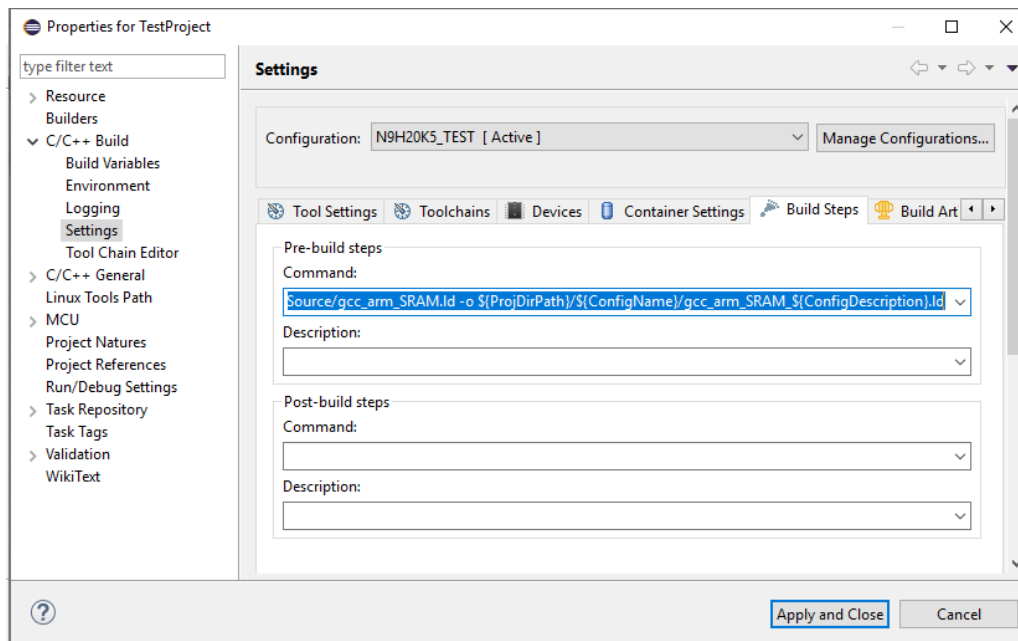 Properties for TestProject
type filter text
Resource
Builders
C/C++ Build
Build Variables
Environment
Logging
Settings
Tool Chain Editor
C/C++ General
Linux Tools Path
MCU
Project Natures
Project References
Run/Debug Settings
Task Repository
Task Tags
Validation
WikiText
Settings
Configuration: N9H20K5_TEST [ Active ] Manage Configurations...
Tool Settings Toolchains Devices Container Settings Build Steps Build Art
Pre-build steps
Command:
Source/gcc_arm_SRAM.ld -o ${ProjDirPath}/${ConfigName}/gcc_arm_SRAM_${ConfigDescription}.ld
Description:
Post-build steps
Command:
Description:
? Apply and Close Cancel